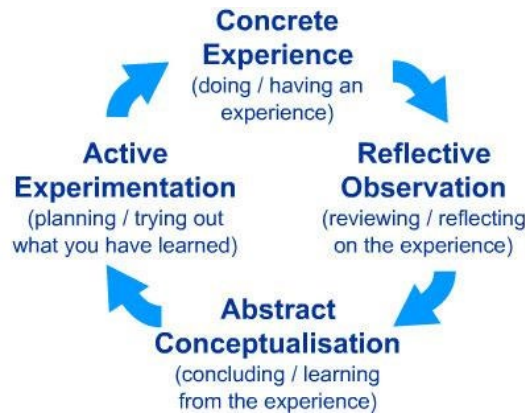 Concrete
Experience
(doing / having an
experience)
Reflective
Observation
(reviewing / reflecting
on the experience)
Abstract
Conceptualisation
(concluding / learning
from the experience)
Active
Experimentation
(planning / trying out
what you have learned)